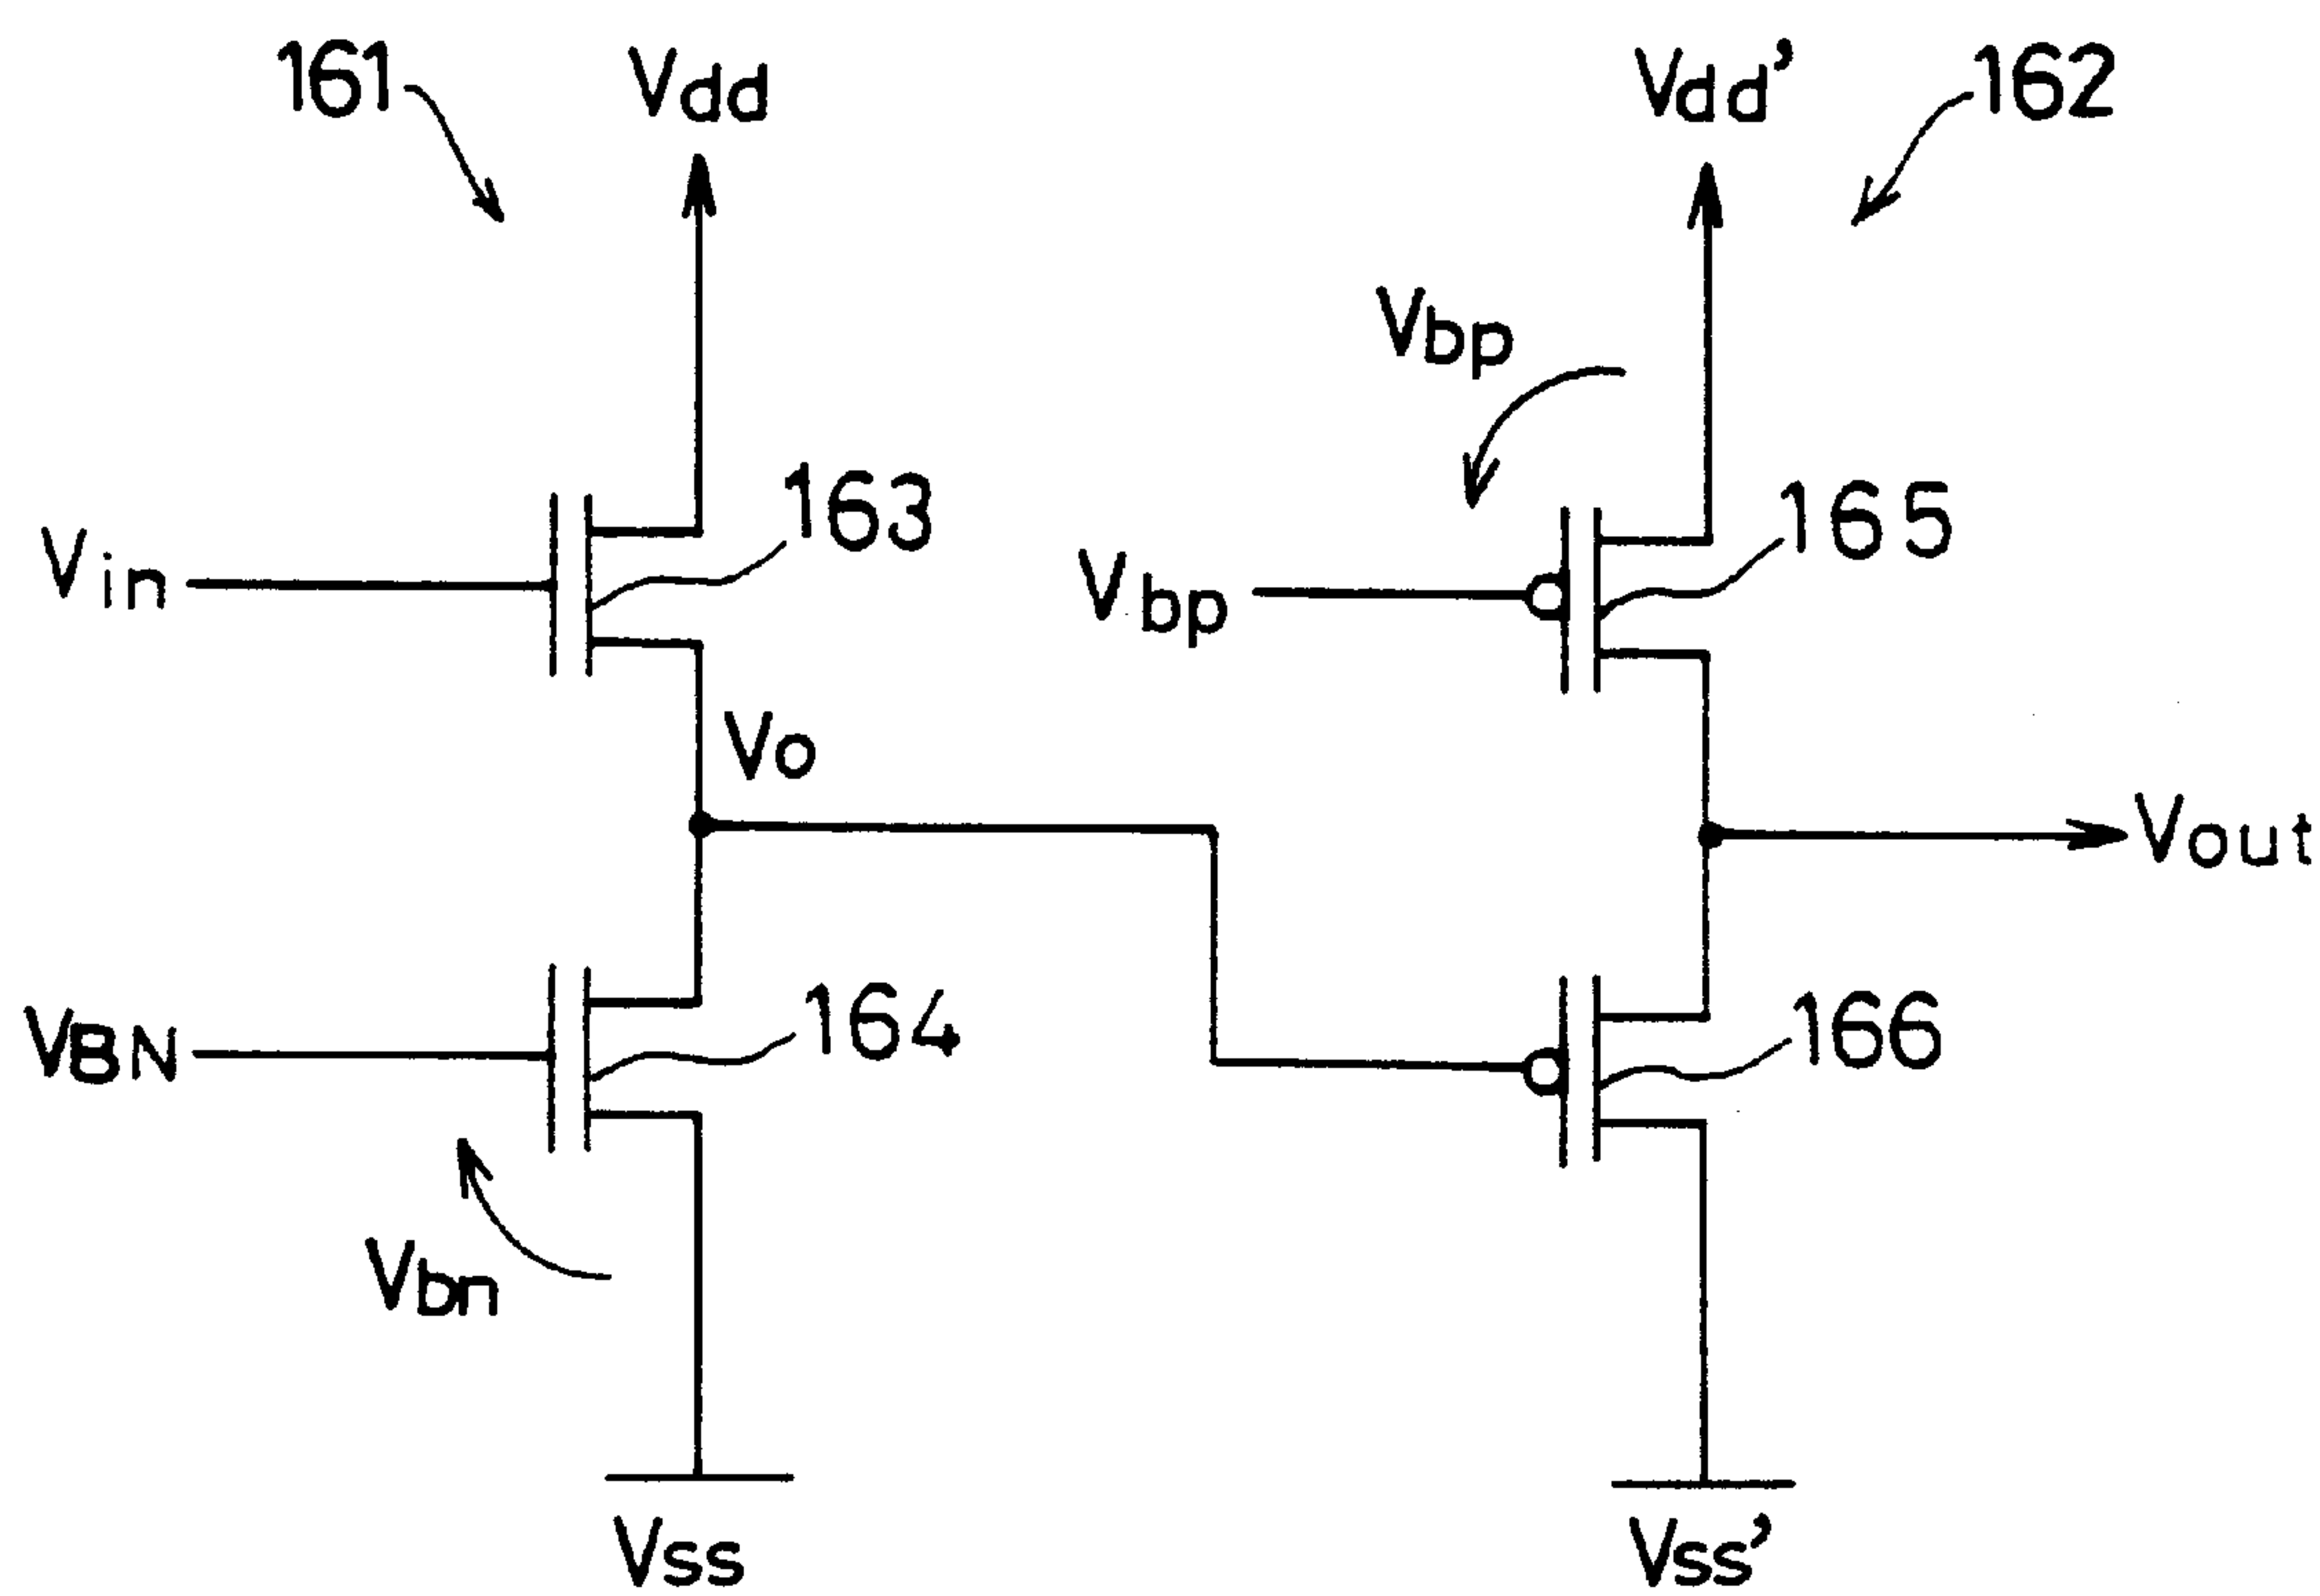 161
Vdd
Vdd'
162
Vbp
163
165
Vin
Vbp
Vo
Vout
164
166
VBN
Vbn
Vss
Vss'